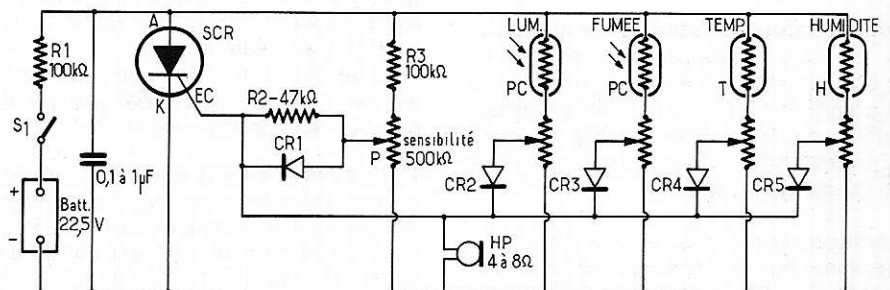 A
SCR
LUM.
FUMEE
TEMP
HUMIDITE
R1
100kΩ
R3
100kΩ
K
EC
R2-47kΩ
PC
PC
T
H
S1
CR1
P
sensibilité
500kΩ
0,1 à 1µF
CR2
CR3
CR4
CR5
+
Batt.
22,5 V
-
HP
4 à 8Ω